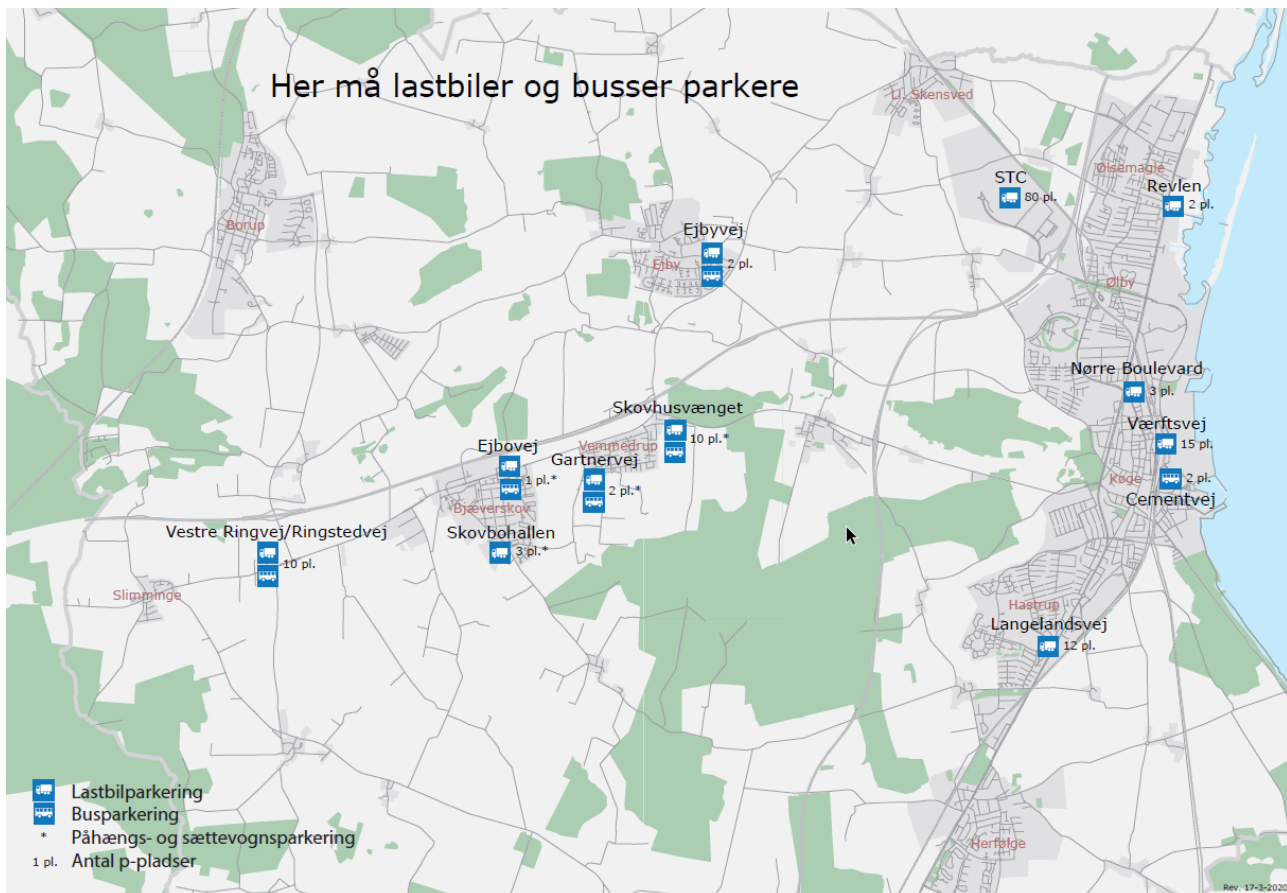 Her må lastbiler og busser parkere
Ll. Skensved
Ølsemagle
STC
80 pl.
Revlen
2 pl.
Borup
Ejbyvej
Ejby
2 pl.
Ølby
Nørre Boulevard
3 pl.
Skovhusvænget
10 pl.*
Værftsvej
15 pl.
Vemmedrup
Ejbovej
1 pl.*
Gartnervej
2 pl.*
Køge
2 pl.
Cementvej
Bjæverskov
Vestre Ringvej/Ringstedvej
10 pl.
Skovbohallen
3 pl.*
Slimminge
Hastrup
Langelandsvej
12 pl.
Lastbilparkering
Busparkering
* Påhængs- og sættevognsparkering
1 pl. Antal p-pladser
Herfølge
Rev. 17-3-2020